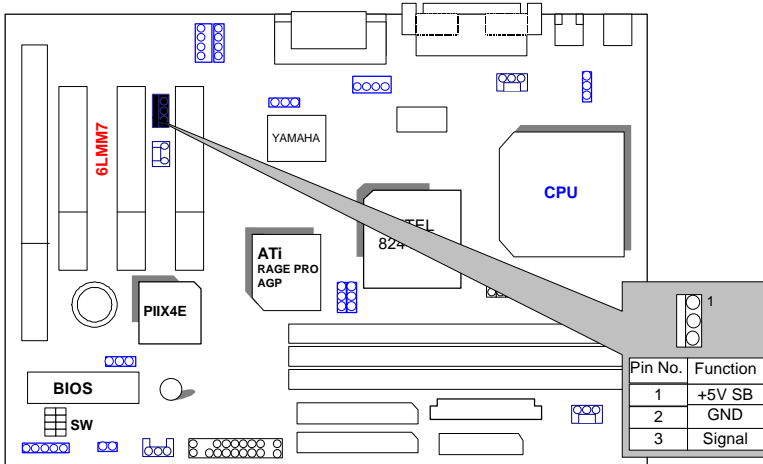 6LMM7
YAMAHA
CPU
ATi
RAGE PRO
AGP
PIIX4E
1
Pin No. Function
1 +5V SB
2 GND
3 Signal
BIOS
SW